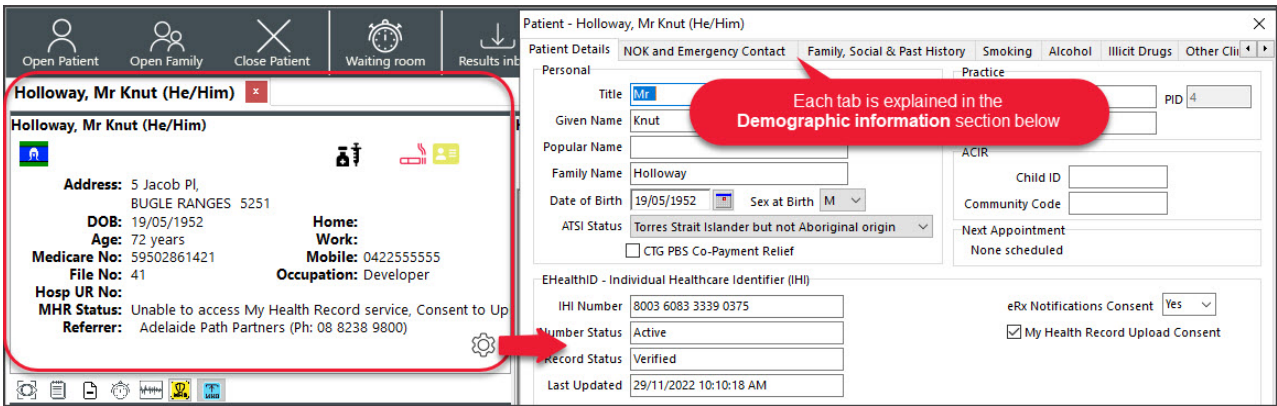 Open Patient
Open Family
Close Patient
Waiting room
Results inb
Holloway, Mr Knut (He/Him) x
Holloway, Mr Knut (He/Him)
Address: 5 Jacob Pl,
BUGLE RANGES 5251
DOB: 19/05/1952 Home:
Age: 72 years Work:
Medicare No: 59502861421 Mobile: 0422555555
File No: 41 Occupation: Developer
Hosp UR No:
MHR Status: Unable to access My Health Record service, Consent to Up
Referrer: Adelaide Path Partners (Ph: 08 8238 9800)
Patient - Holloway, Mr Knut (He/Him)
Patient Details NOK and Emergency Contact Family, Social & Past History Smoking Alcohol Illicit Drugs Other Clin
Personal
Title Mr
Given Name Knut
Popular Name
Family Name Holloway
Date of Birth 19/05/1952 Sex at Birth M
ATSI Status Torres Strait Islander but not Aboriginal origin
CTG PBS Co-Payment Relief
Each tab is explained in the
Demographic information section below
Practice
PID 4
ACIR
Child ID
Community Code
Next Appointment
None scheduled
EHealthID - Individual Healthcare Identifier (IHI)
IHI Number 8003 6083 3339 0375
Number Status Active
Record Status Verified
Last Updated 29/11/2022 10:10:18 AM
eRx Notifications Consent Yes
My Health Record Upload Consent